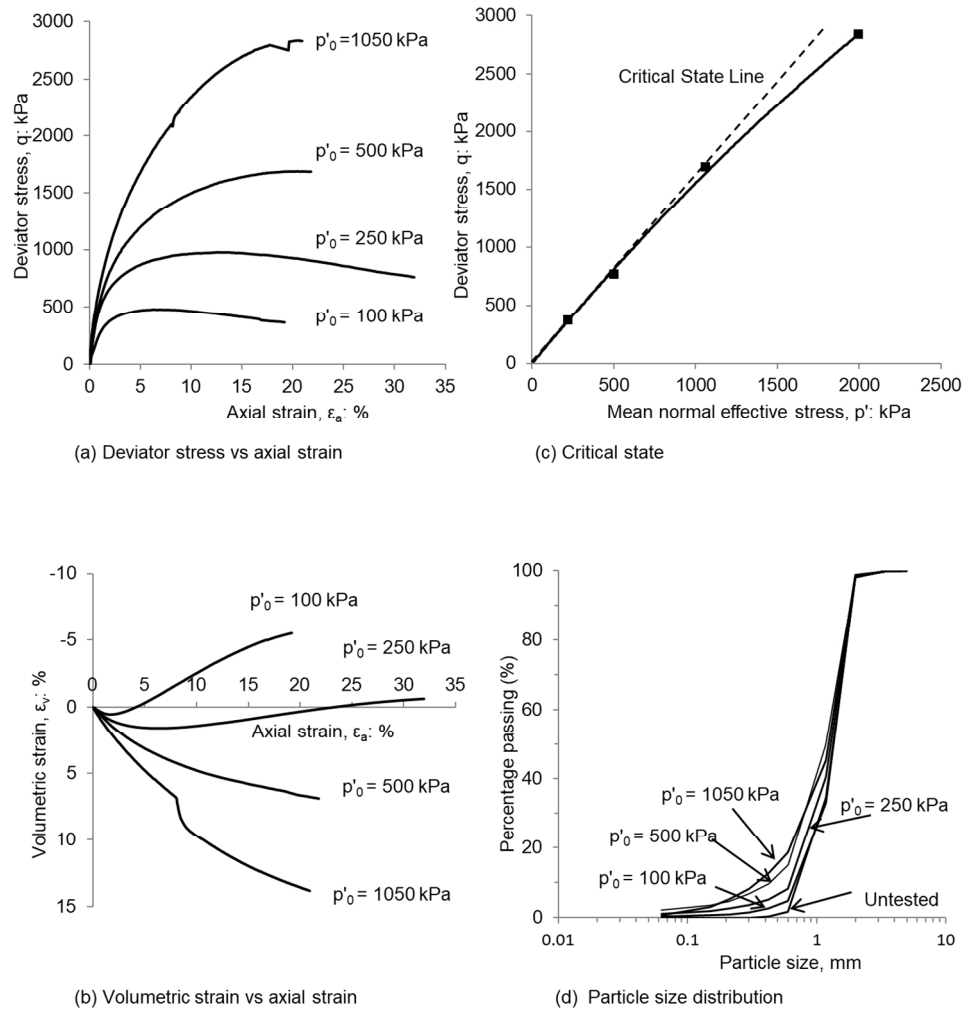 3000
2500
2000
1500
1000
500
0
Deviator stress, q: kPa
p'0 =1050 kPa
p'0 = 500 kPa
p'0 = 250 kPa
p'0 = 100 kPa
0 5 10 15 20 25 30 35
Axial strain, εa: %
(a) Deviator stress vs axial strain
3000
2500
2000
1500
1000
500
0
Deviator stress, q: kPa
Critical State Line
0 500 1000 1500 2000 2500
Mean normal effective stress, p': kPa
(c) Critical state
-10
-5
0
5
10
15
Volumetric strain, εv: %
p'0 = 100 kPa
p'0 = 250 kPa
0 5 10 15 20 25 30 35
Axial strain, εa: %
p'0 = 500 kPa
p'0 = 1050 kPa
(b) Volumetric strain vs axial strain
100
80
60
40
20
0
Percentage passing (%)
p'0 = 1050 kPa
p'0 = 250 kPa
p'0 = 500 kPa
p'0 = 100 kPa
Untested
0.01 0.1 1 10
Particle size, mm
(d) Particle size distribution